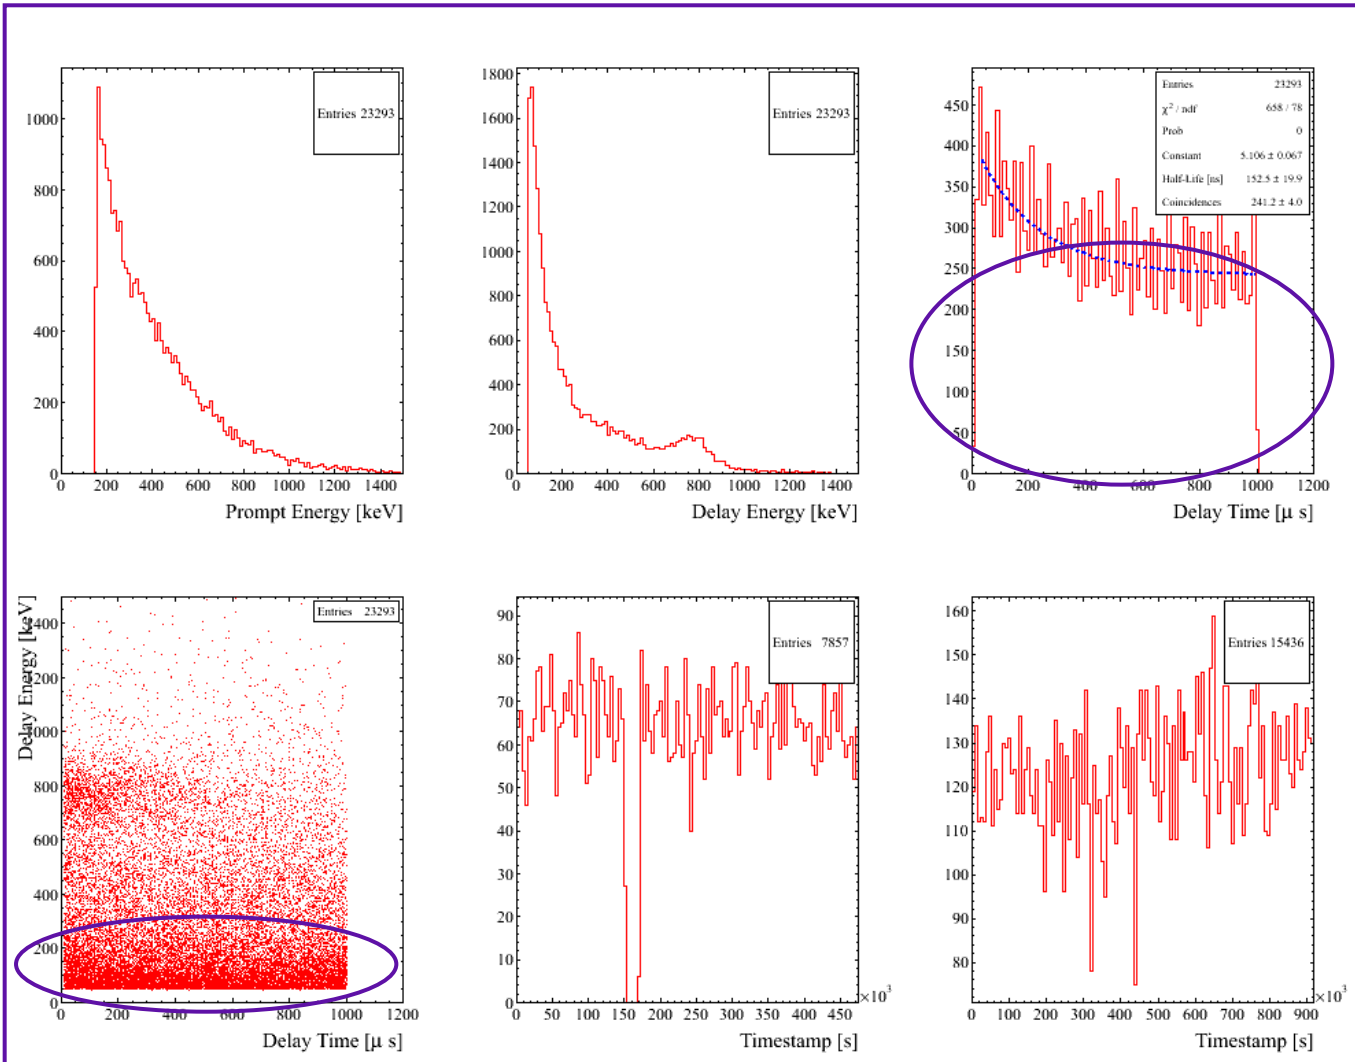 Entries 23293
1000
800
600
400
200
0
0 200 400 600 800 1000 1200 1400
Prompt Energy [keV]
Entries 23293
1800
1600
1400
1200
1000
800
600
400
200
0
0 200 400 600 800 1000 1200 1400
Delay Energy [keV]
Entries 23293
χ² / ndf 658 / 78
Prob 0
Constant 5.106 ± 0.067
Half-Life [ns] 152.5 ± 19.9
Coincidences 241.2 ± 4.0
450
400
350
300
250
200
150
100
50
0
0 200 400 600 800 1000 1200
Delay Time [μ s]
Entries 23293
Delay Energy [keV]
1400
1200
1000
800
600
400
200
0
0 200 400 600 800 1000 1200
Delay Time [μ s]
Entries 7857
90
80
70
60
50
40
30
20
10
0
0 50 100 150 200 250 300 350 400 450
×10³
Timestamp [s]
Entries 15436
160
150
140
130
120
110
100
90
80
0 100 200 300 400 500 600 700 800 900
×10³
Timestamp [s]